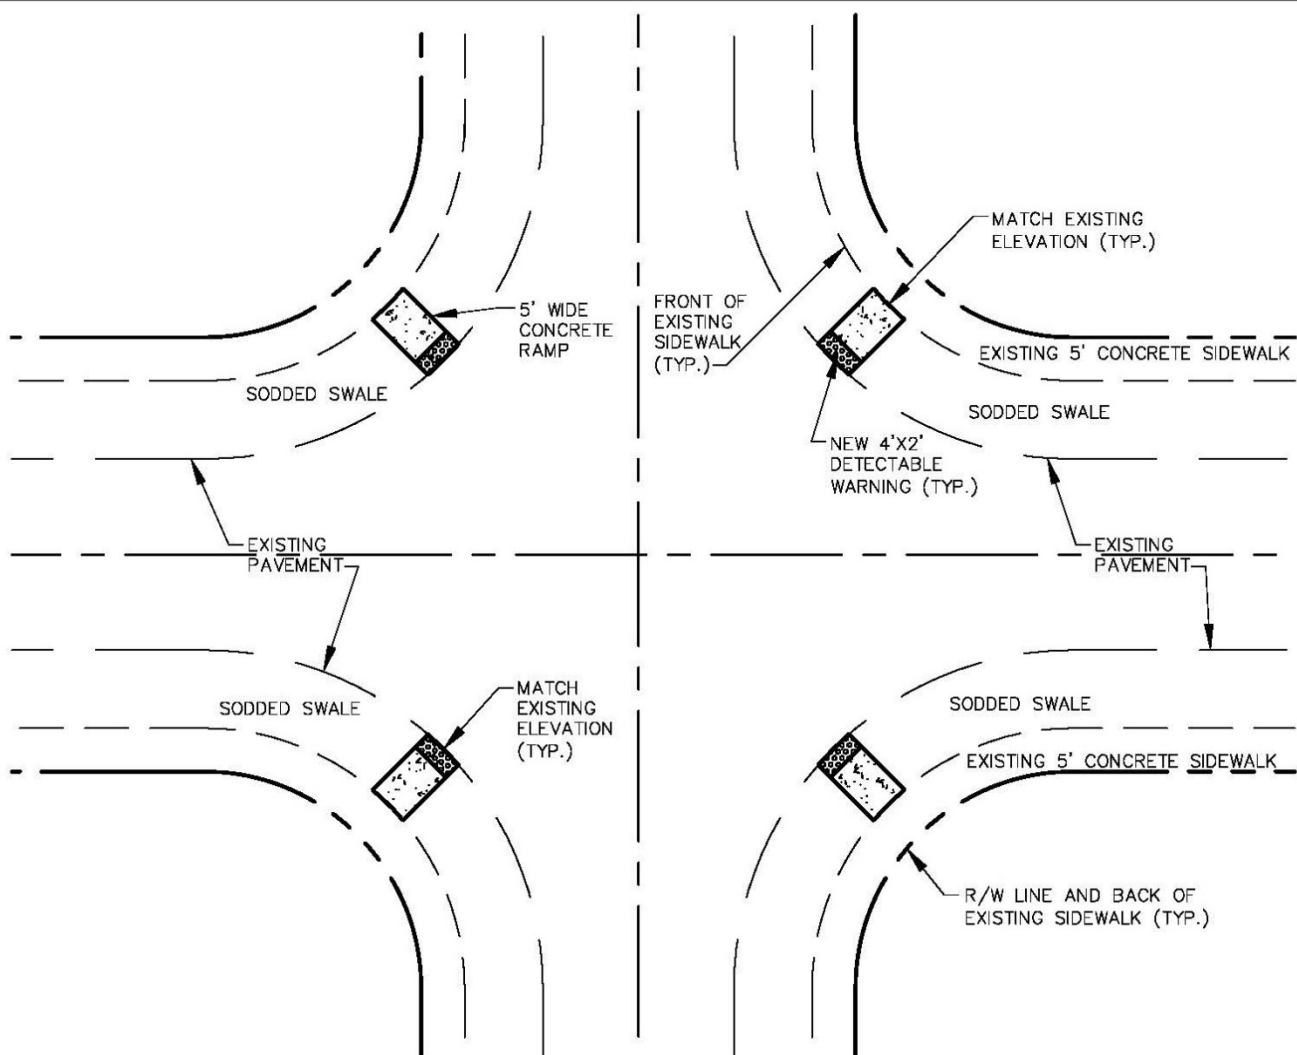 MATCH EXISTING
ELEVATION (TYP.)
5' WIDE
CONCRETE
RAMP
FRONT OF
EXISTING
SIDEWALK
(TYP.)
EXISTING 5' CONCRETE SIDEWALK
SODDED SWALE
SODDED SWALE
NEW 4'X2'
DETECTABLE
WARNING (TYP.)
EXISTING
PAVEMENT
EXISTING
PAVEMENT
SODDED SWALE
MATCH
EXISTING
ELEVATION
(TYP.)
SODDED SWALE
EXISTING 5' CONCRETE SIDEWALK
R/W LINE AND BACK OF
EXISTING SIDEWALK (TYP.)